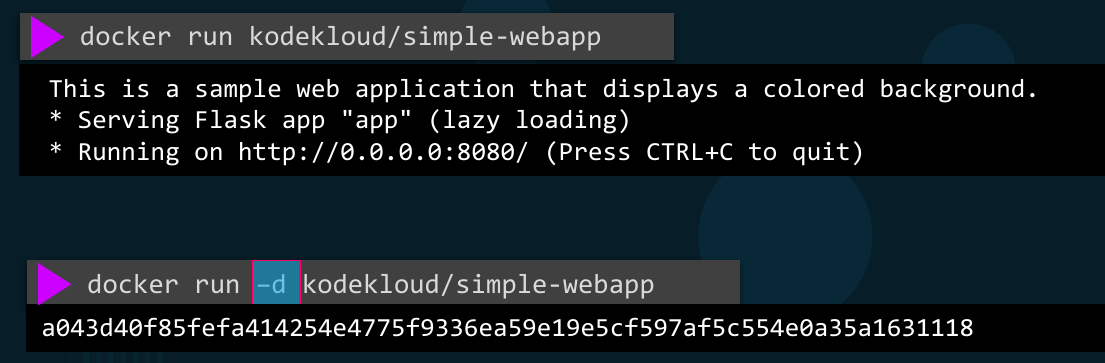 docker run kodekloud/simple-webapp
This is a sample web application that displays a colored background.
* Serving Flask app "app" (lazy loading)
* Running on http://0.0.0.0:8080/ (Press CTRL+C to quit)
docker run –d kodekloud/simple-webapp
a043d40f85fefa414254e4775f9336ea59e19e5cf597af5c554e0a35a1631118